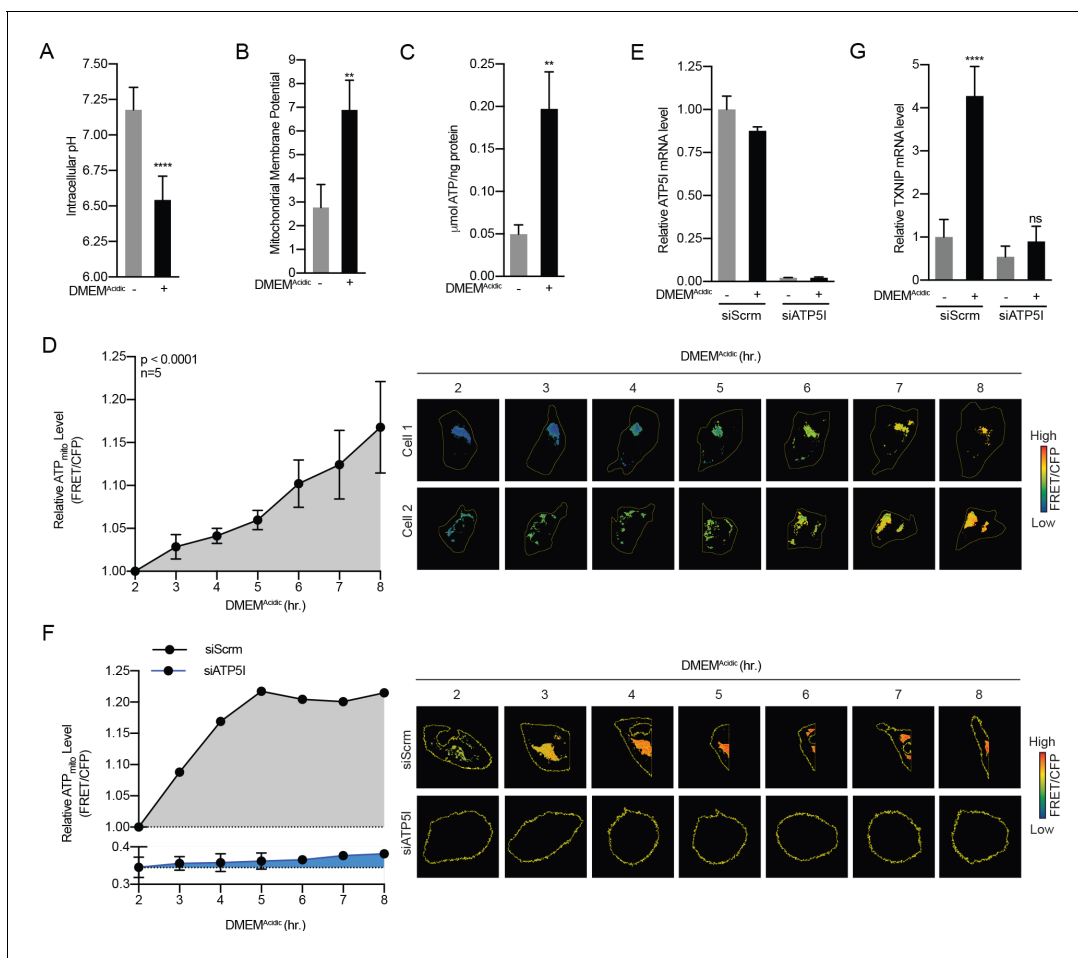 A
Intracellular pH
7.50
7.25
7.00
6.75
6.50
6.25
6.00
****
DMEM^Acidic
- +
B
Mitochondrial Membrane Potential
9
8
7
6
5
4
3
2
1
0
**
DMEM^Acidic
- +
C
μmol ATP/ng protein
0.25
0.20
0.15
0.10
0.05
0.00
**
DMEM^Acidic
- +
E
Relative ATP5I mRNA level
1.25
1.00
0.75
0.50
0.25
0.00
DMEM^Acidic
- + - +
siScrm siATP5I
G
Relative TXNIP mRNA level
5
4
3
2
1
0
****
ns
DMEM^Acidic
- + - +
siScrm siATP5I
D
p < 0.0001
n=5
Relative ATP_mito Level
(FRET/CFP)
1.25
1.20
1.15
1.10
1.05
1.00
2 3 4 5 6 7 8
DMEM^Acidic (hr.)
DMEM^Acidic (hr.)
2 3 4 5 6 7 8
Cell 1
Cell 2
High
FRET/CFP
Low
F
siScrm
siATP5I
Relative ATP_mito Level
(FRET/CFP)
1.25
1.20
1.15
1.10
1.05
1.00
0.4
0.3
2 3 4 5 6 7 8
DMEM^Acidic (hr.)
DMEM^Acidic (hr.)
2 3 4 5 6 7 8
siScrm
siATP5I
High
FRET/CFP
Low